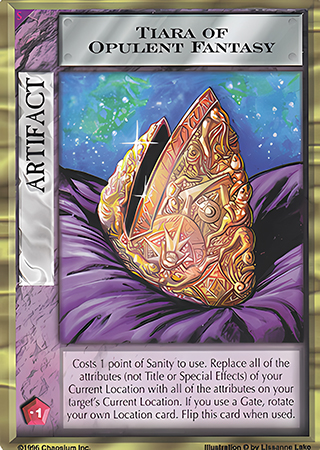 S
TIARA OF
OPULENT FANTASY
ARTIFACT
Costs 1 point of Sanity to use. Replace all of the
attributes (not Title or Special Effects) of your
Current Location with all of the attributes on your
target's Current Location. If you use a Gate, rotate
your own Location card. Flip this card when used.
-1
©1996 Chaosium Inc.
Illustration © by Lissanne Lake